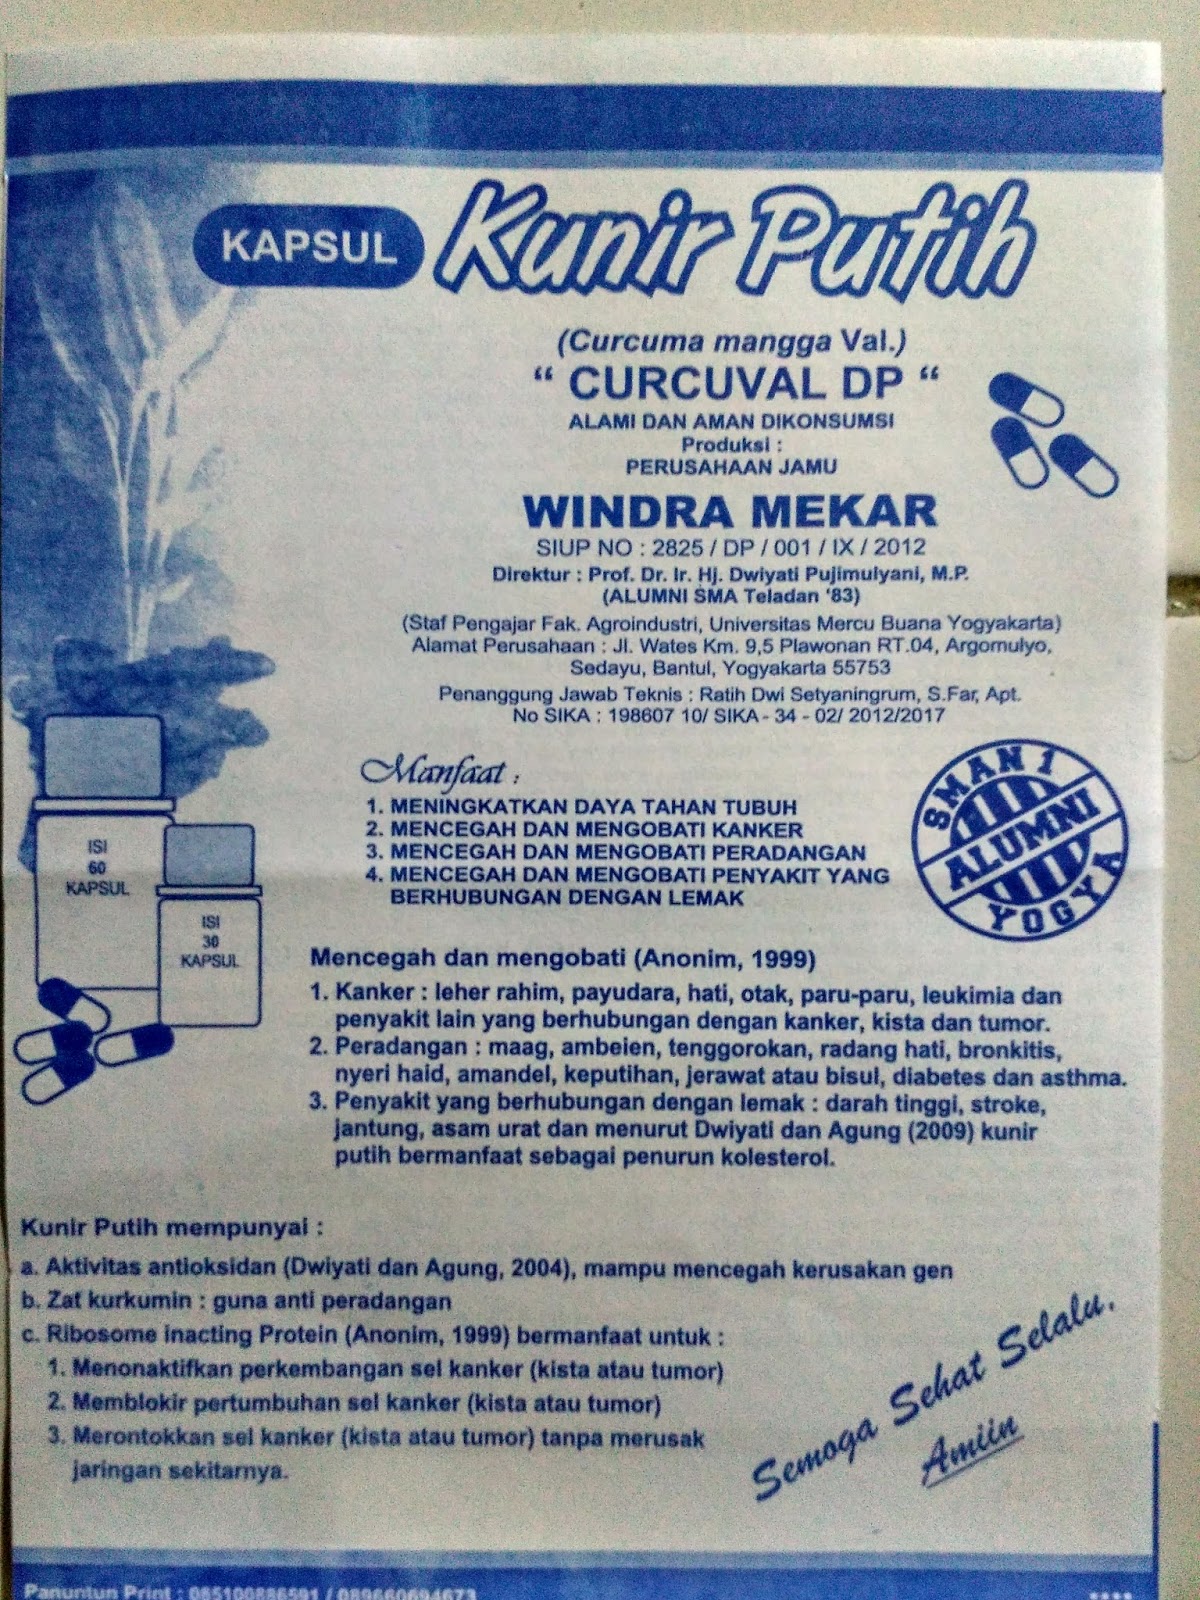 KAPSUL Kunir Putih
(Curcuma mangga Val.)
“ CURCUVAL DP “
ALAMI DAN AMAN DIKONSUMSI
Produksi :
PERUSAHAAN JAMU
WINDRA MEKAR
SIUP NO : 2825 / DP / 001 / IX / 2012
Direktur : Prof. Dr. Ir. Hj. Dwiyati Pujimulyani, M.P.
(ALUMNI SMA Teladan ‘83)
(Staf Pengajar Fak. Agroindustri, Universitas Mercu Buana Yogyakarta)
Alamat Perusahaan : Jl. Wates Km. 9,5 Plawonan RT.04, Argomulyo,
Sedayu, Bantul, Yogyakarta 55753
Penanggung Jawab Teknis : Ratih Dwi Setyaningrum, S.Far, Apt.
No SIKA : 198607 10/ SIKA - 34 - 02/ 2012/2017
Manfaat :
1. MENINGKATKAN DAYA TAHAN TUBUH
2. MENCEGAH DAN MENGOBATI KANKER
3. MENCEGAH DAN MENGOBATI PERADANGAN
4. MENCEGAH DAN MENGOBATI PENYAKIT YANG
BERHUBUNGAN DENGAN LEMAK
SMAN 1
ALUMNI
YOGYA
ISI
60
KAPSUL
ISI
30
KAPSUL
Mencegah dan mengobati (Anonim, 1999)
1. Kanker : leher rahim, payudara, hati, otak, paru-paru, leukimia dan
penyakit lain yang berhubungan dengan kanker, kista dan tumor.
2. Peradangan : maag, ambeien, tenggorokan, radang hati, bronkitis,
nyeri haid, amandel, keputihan, jerawat atau bisul, diabetes dan asthma.
3. Penyakit yang berhubungan dengan lemak : darah tinggi, stroke,
jantung, asam urat dan menurut Dwiyati dan Agung (2009) kunir
putih bermanfaat sebagai penurun kolesterol.
Kunir Putih mempunyai :
a. Aktivitas antioksidan (Dwiyati dan Agung, 2004), mampu mencegah kerusakan gen
b. Zat kurkumin : guna anti peradangan
c. Ribosome inacting Protein (Anonim, 1999) bermanfaat untuk :
1. Menonaktifkan perkembangan sel kanker (kista atau tumor)
2. Memblokir pertumbuhan sel kanker (kista atau tumor)
3. Merontokkan sel kanker (kista atau tumor) tanpa merusak
jaringan sekitarnya.
Semoga Sehat Selalu.
Amiin
Panuntun Print :